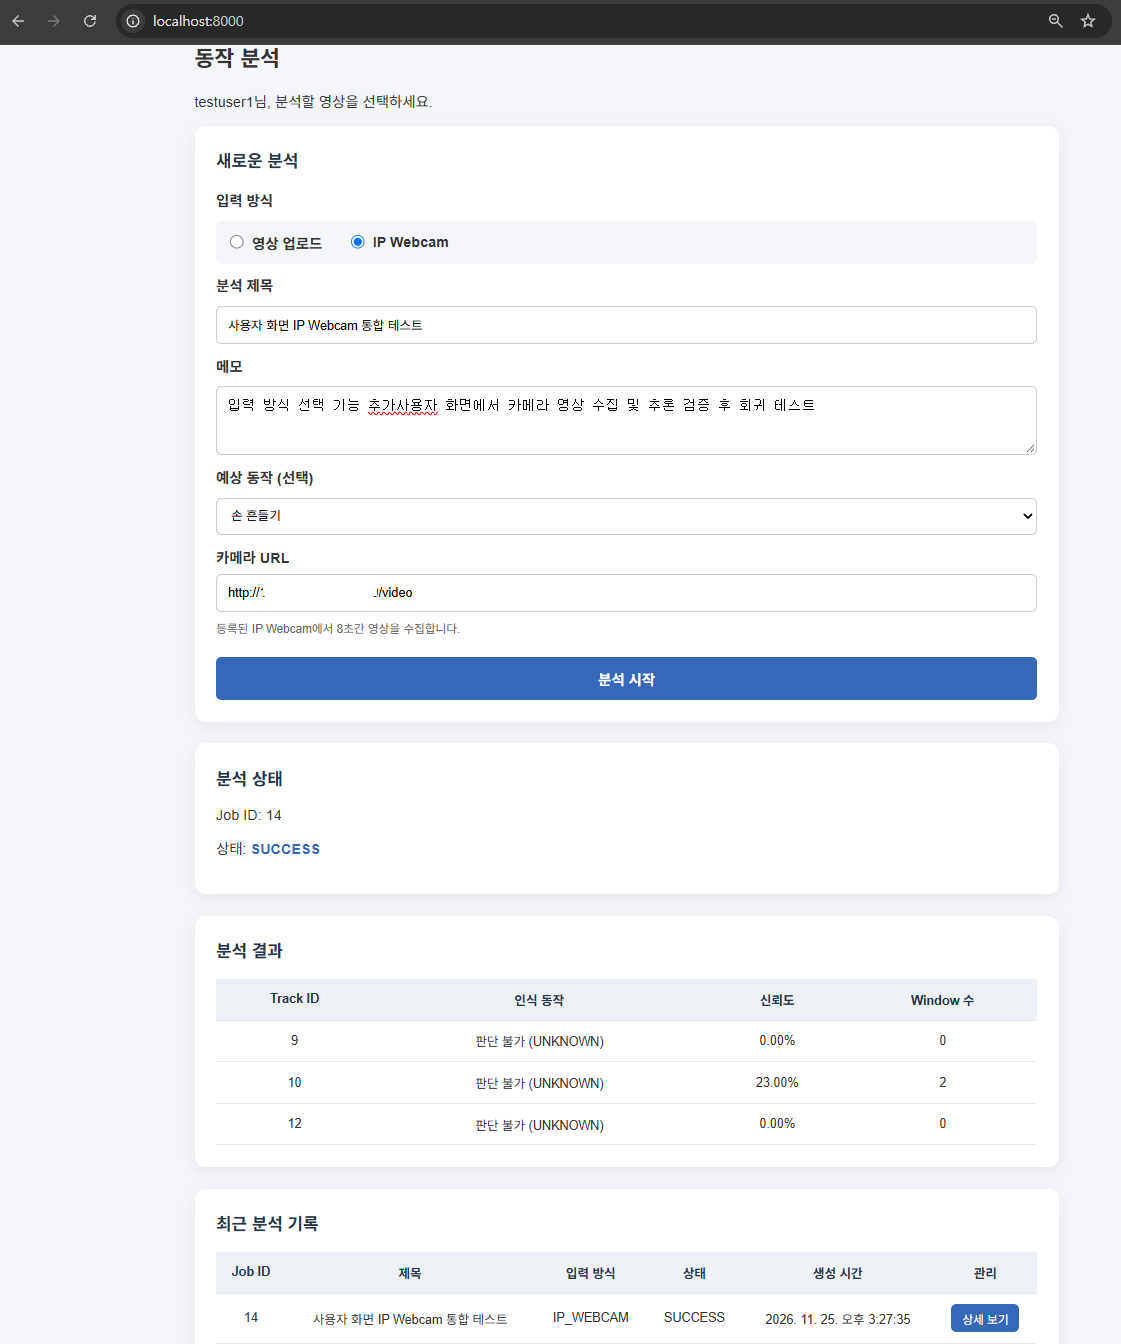 localhost:8000
동작 분석
testuser1님, 분석할 영상을 선택하세요.
새로운 분석
입력 방식
영상 업로드 IP Webcam
분석 제목
사용자 화면 IP Webcam 통합 테스트
메모
입력 방식 선택 기능 추가사용자 화면에서 카메라 영상 수집 및 추론 검증 후 회귀 테스트
예상 동작 (선택)
손 흔들기
카메라 URL
http:// /video
등록된 IP Webcam에서 8초간 영상을 수집합니다.
분석 시작
분석 상태
Job ID: 14
상태: SUCCESS
분석 결과
Track ID 인식 동작 신뢰도 Window 수
9 판단 불가 (UNKNOWN) 0.00% 0
10 판단 불가 (UNKNOWN) 23.00% 2
12 판단 불가 (UNKNOWN) 0.00% 0
최근 분석 기록
Job ID 제목 입력 방식 상태 생성 시간 관리
14 사용자 화면 IP Webcam 통합 테스트 IP_WEBCAM SUCCESS 2026. 11. 25. 오후 3:27:35 상세 보기